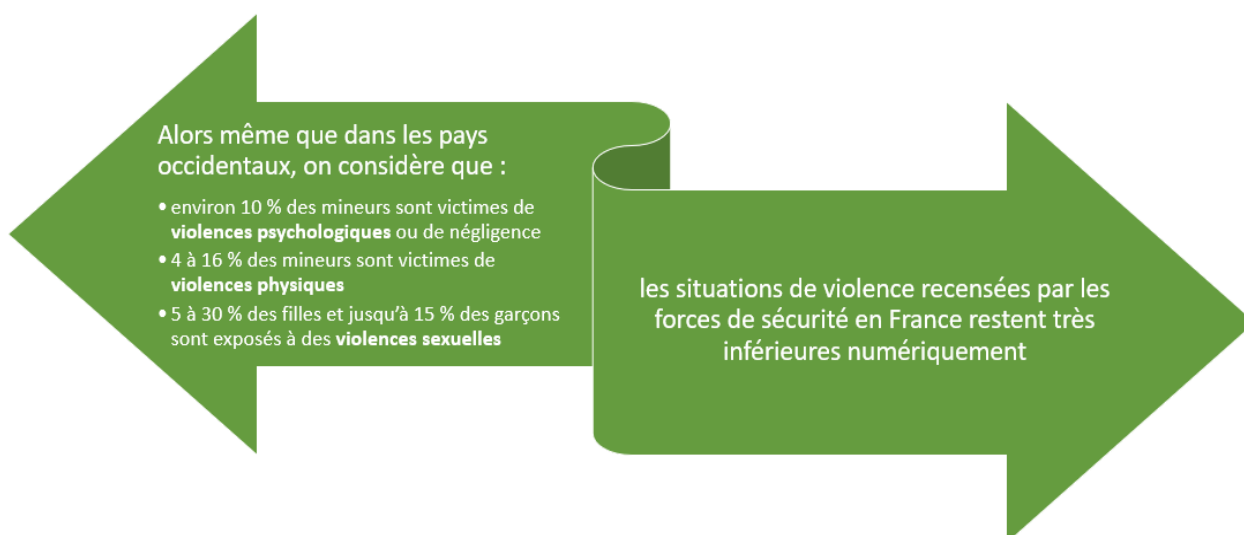 Alors même que dans les pays
occidentaux, on considère que :
• environ 10 % des mineurs sont victimes de
violences psychologiques ou de négligence
• 4 à 16 % des mineurs sont victimes de
violences physiques
• 5 à 30 % des filles et jusqu’à 15 % des garçons
sont exposés à des violences sexuelles
les situations de violence recensées par les
forces de sécurité en France restent très
inférieures numériquement